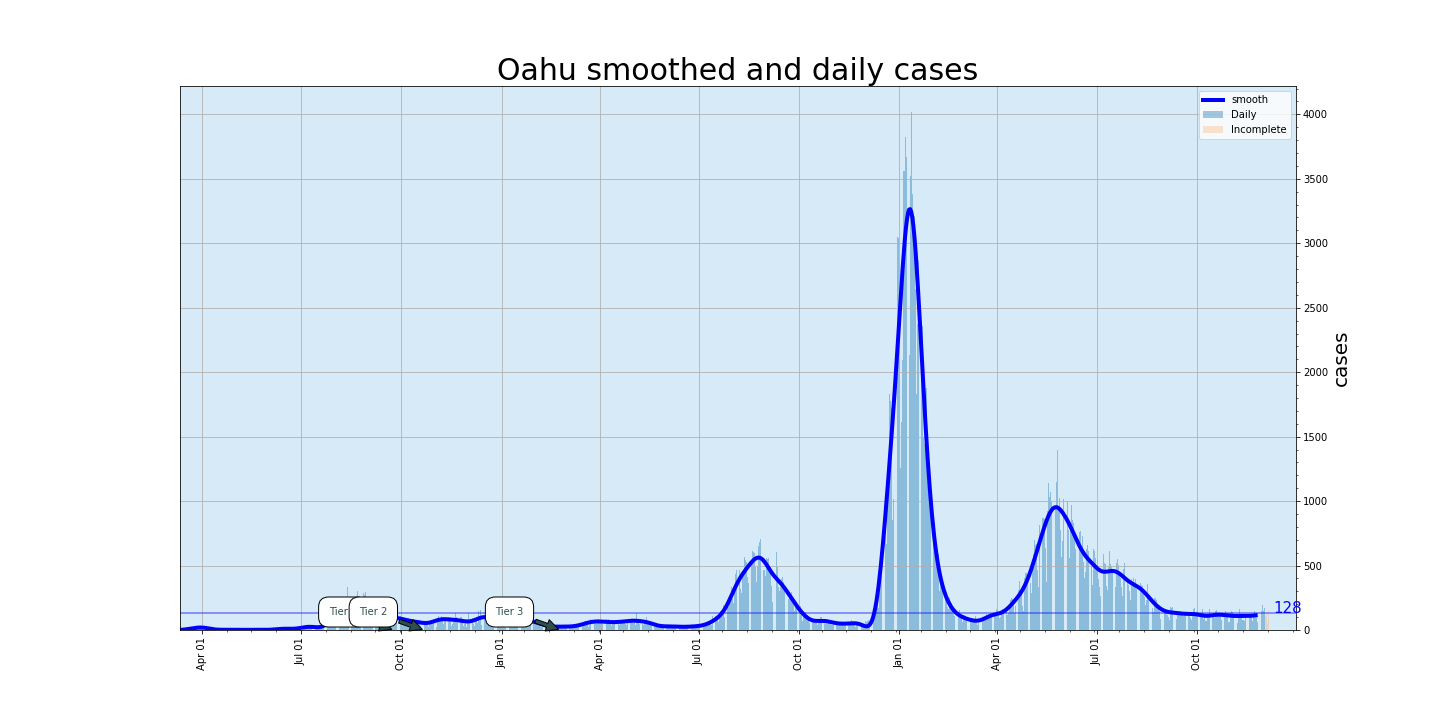 Oahu smoothed and daily cases
smooth
Daily
Incomplete
4000
3500
3000
2500
2000
1500
1000
500
0
cases
128
Tier
Tier 2
Tier 3
Apr 01
Jul 01
Oct 01
Jan 01
Apr 01
Jul 01
Oct 01
Jan 01
Apr 01
Jul 01
Oct 01